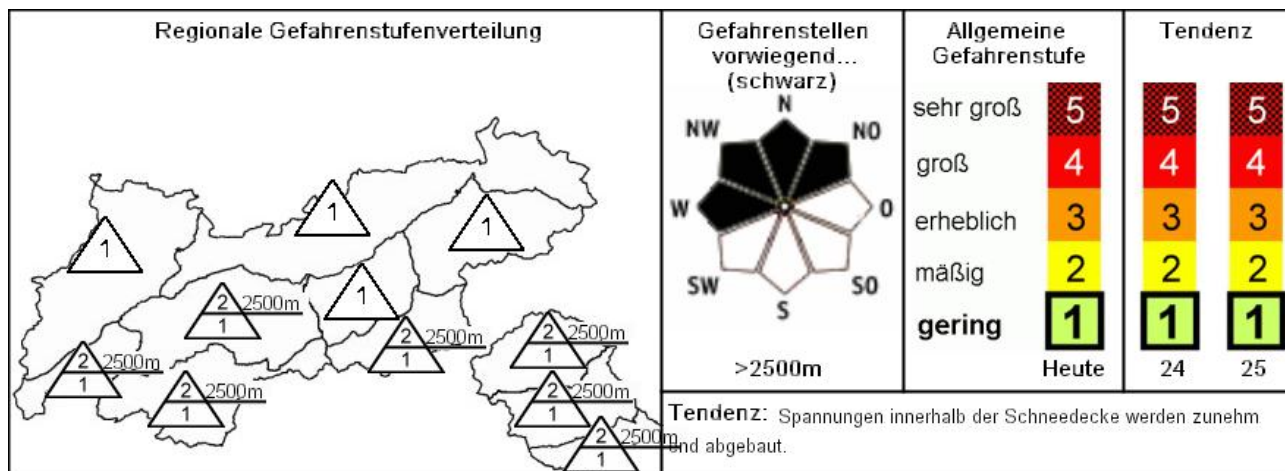 Regionale Gefahrenstufenverteilung
1
1
1
1
2 2500m
1
2 2500m
1
2 2500m
1
2 2500m
1
2 2500m
1
2 2500m
1
2 2500m
1
Gefahrenstellen
vorwiegend...
(schwarz)
N
NW NO
W O
SW SO
S
>2500m
Allgemeine
Gefahrenstufe
sehr groß 5
groß 4
erheblich 3
mäßig 2
gering 1
Heute
Tendenz
5 5
4 4
3 3
2 2
1 1
24 25
Tendenz: Spannungen innerhalb der Schneedecke werden zunehm
end abgebaut.